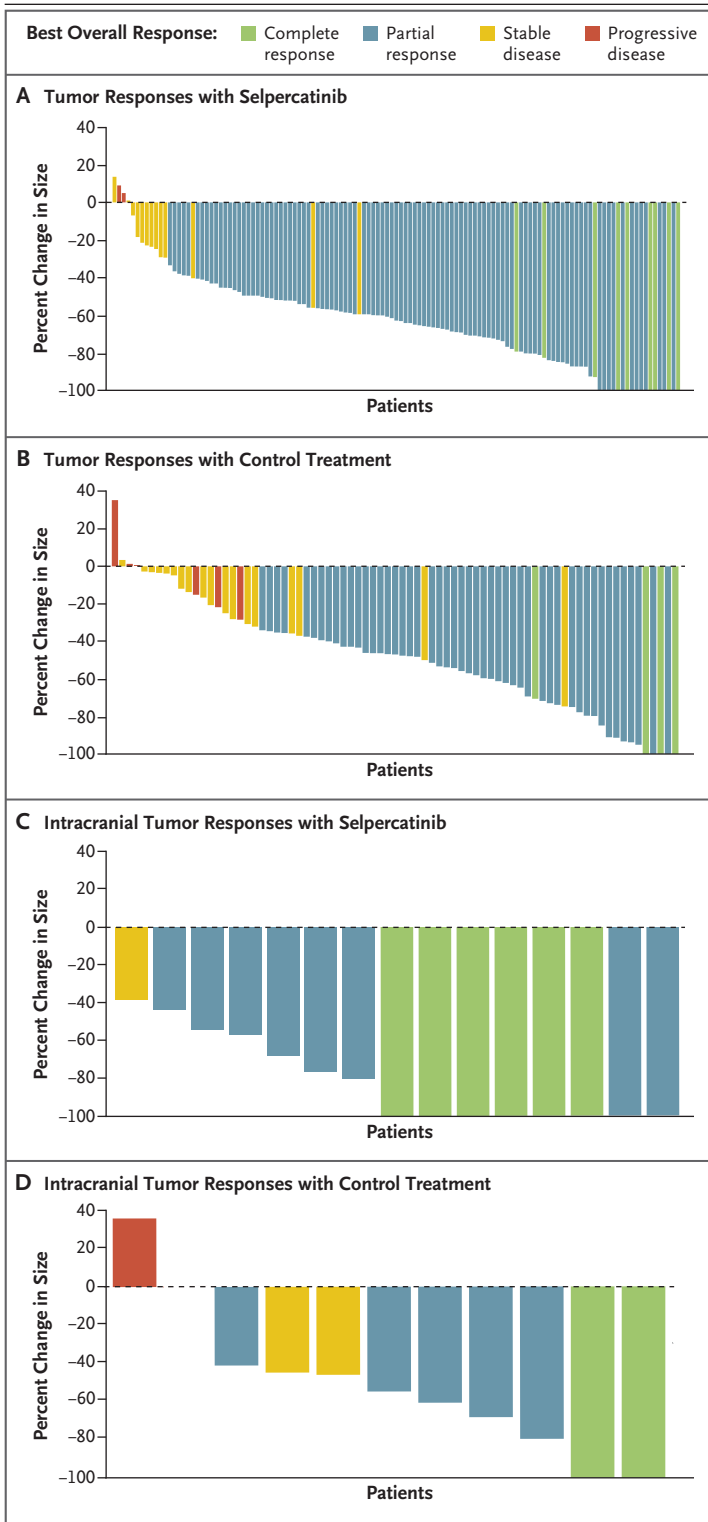 Best Overall Response: Complete response Partial response Stable disease Progressive disease
A Tumor Responses with Selpercatinib
Percent Change in Size
40
20
0
−20
−40
−60
−80
−100
Patients
B Tumor Responses with Control Treatment
Percent Change in Size
40
20
0
−20
−40
−60
−80
−100
Patients
C Intracranial Tumor Responses with Selpercatinib
Percent Change in Size
40
20
0
−20
−40
−60
−80
−100
Patients
D Intracranial Tumor Responses with Control Treatment
Percent Change in Size
40
20
0
−20
−40
−60
−80
−100
Patients